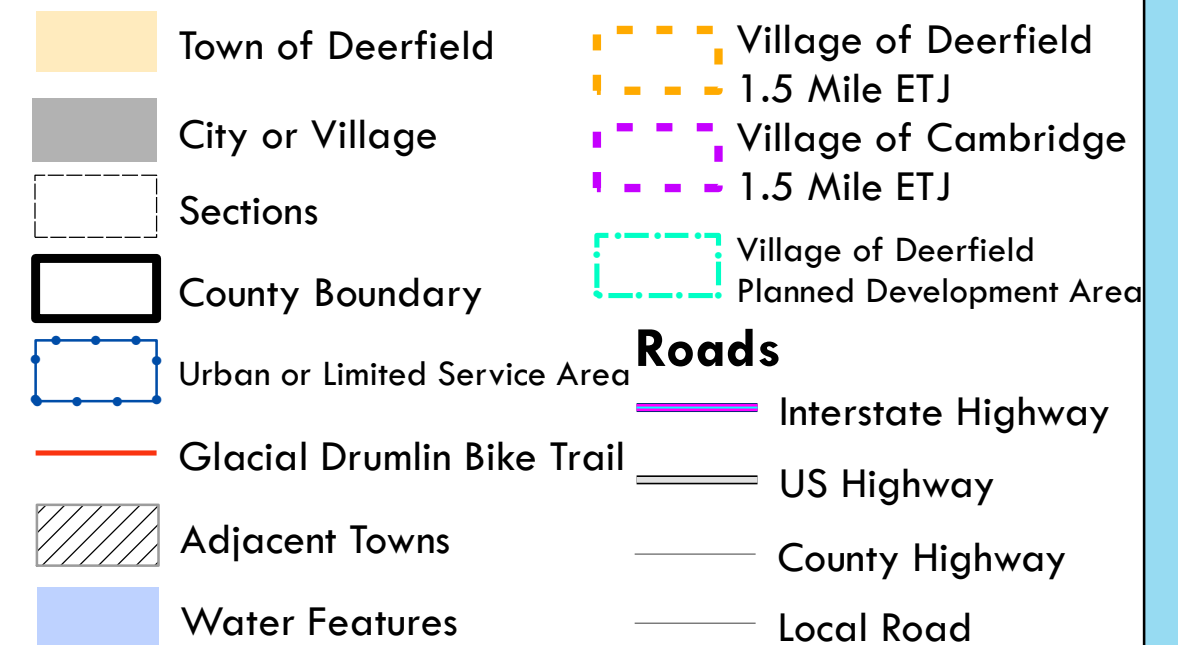 Town of Deerfield
City or Village
Sections
County Boundary
Urban or Limited Service Area
Glacial Drumlin Bike Trail
Adjacent Towns
Water Features
Village of Deerfield
1.5 Mile ETJ
Village of Cambridge
1.5 Mile ETJ
Village of Deerfield
Planned Development Area
Roads
Interstate Highway
US Highway
County Highway
Local Road